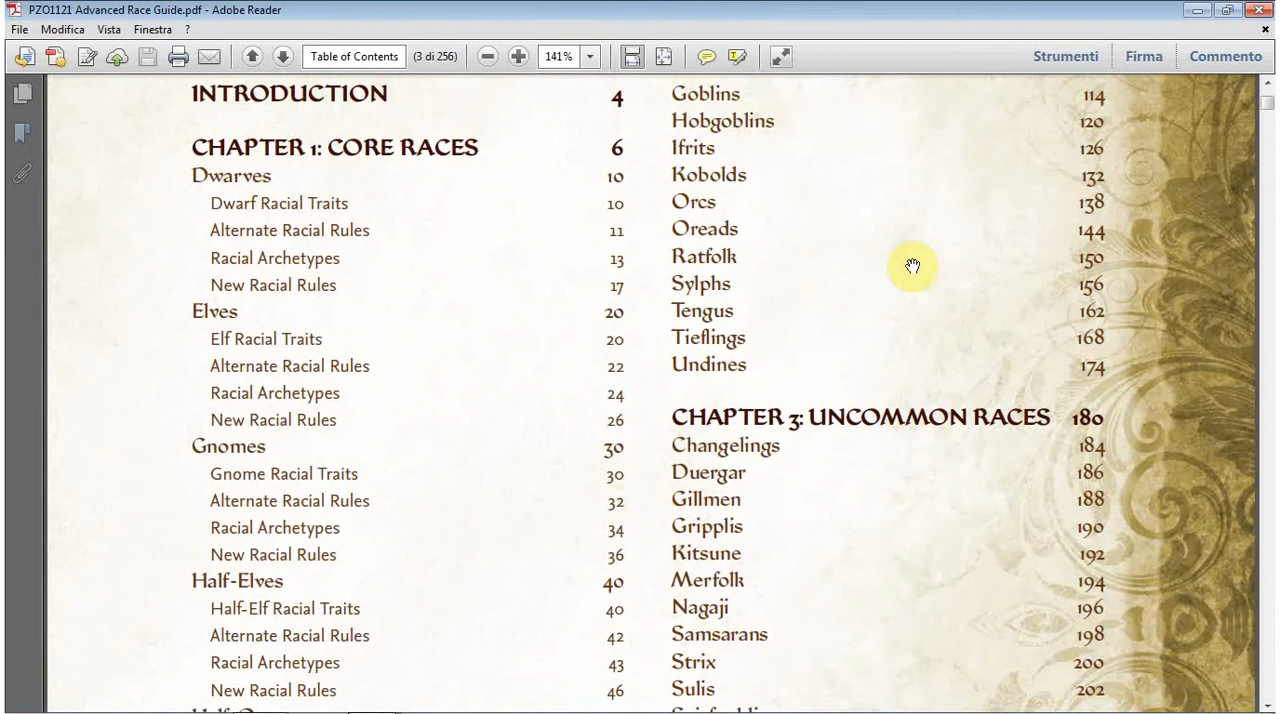 PZO1121 Advanced Race Guide.pdf - Adobe Reader
File Modifica Vista Finestra ?
Table of Contents (3 di 256) 141% Strumenti Firma Commento
INTRODUCTION 4
CHAPTER 1: CORE RACES 6
Dwarves 10
Dwarf Racial Traits 10
Alternate Racial Rules 11
Racial Archetypes 13
New Racial Rules 17
Elves 20
Elf Racial Traits 20
Alternate Racial Rules 22
Racial Archetypes 24
New Racial Rules 26
Gnomes 30
Gnome Racial Traits 30
Alternate Racial Rules 32
Racial Archetypes 34
New Racial Rules 36
Half-Elves 40
Half-Elf Racial Traits 40
Alternate Racial Rules 42
Racial Archetypes 43
New Racial Rules 46
Goblins 114
Hobgoblins 120
Ifrits 126
Kobolds 132
Orcs 138
Oreads 144
Ratfolk 150
Sylphs 156
Tengus 162
Tieflings 168
Undines 174
CHAPTER 3: UNCOMMON RACES 180
Changelings 184
Duergar 186
Gillmen 188
Gripplis 190
Kitsune 192
Merfolk 194
Nagaji 196
Samsarans 198
Strix 200
Sulis 202